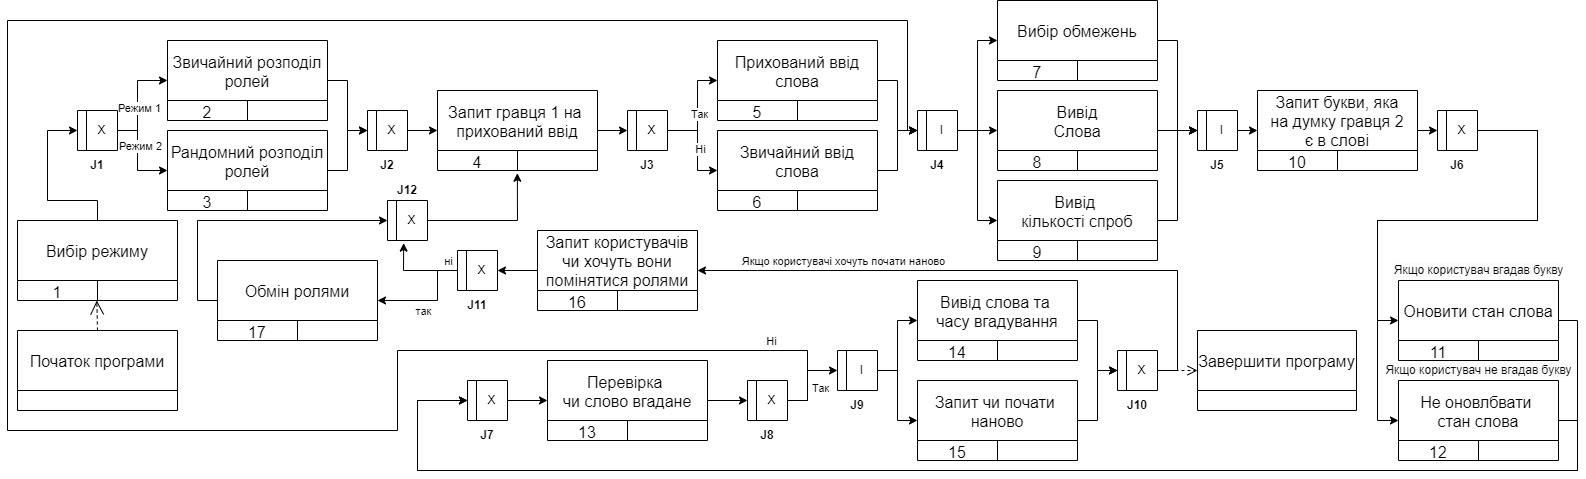 Звичайний розподіл
ролей
2
Режим 1
X
J1
Режим 2
Рандомний розподіл
ролей
3
X
J2
Запит гравця 1 на
прихований ввід
4
X
J3
Так
Ні
Прихований ввід
слова
5
Звичайний ввід
слова
6
I
J4
Вибір обмежень
7
Вивід
Слова
8
Вивід
кількості спроб
9
I
J5
Запит букви, яка
на думку гравця 2
є в слові
10
X
J6
Вибір режиму
1
Початок програми
J12
X
Обмін ролями
17
ні
так
X
J11
Запит користувачів
чи хочуть вони
помінятися ролями
16
Якщо користувачі хочуть почати наново
Якщо користувач вгадав букву
Оновити стан слова
11
Якщо користувач не вгадав букву
Не оновлбвати
стан слова
12
X
J7
Перевірка
чи слово вгадане
13
X
J8
Ні
Так
I
J9
Вивід слова та
часу вгадування
14
Запит чи почати
наново
15
X
J10
Завершити програму